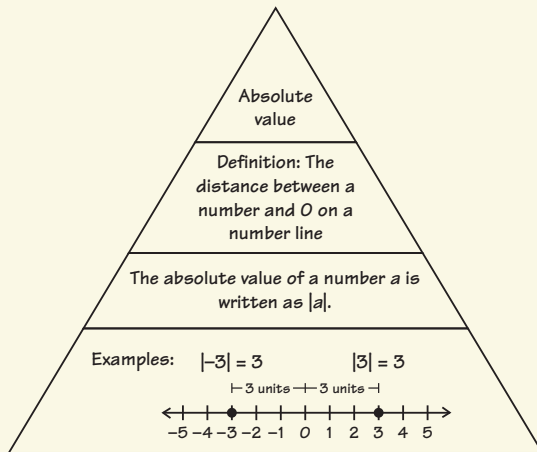 Absolute
value
Definition: The
distance between a
number and 0 on a
number line
The absolute value of a number a is
written as |a|.
Examples: |–3| = 3 |3| = 3
3 units 3 units
–5 –4 –3 –2 –1 0 1 2 3 4 5